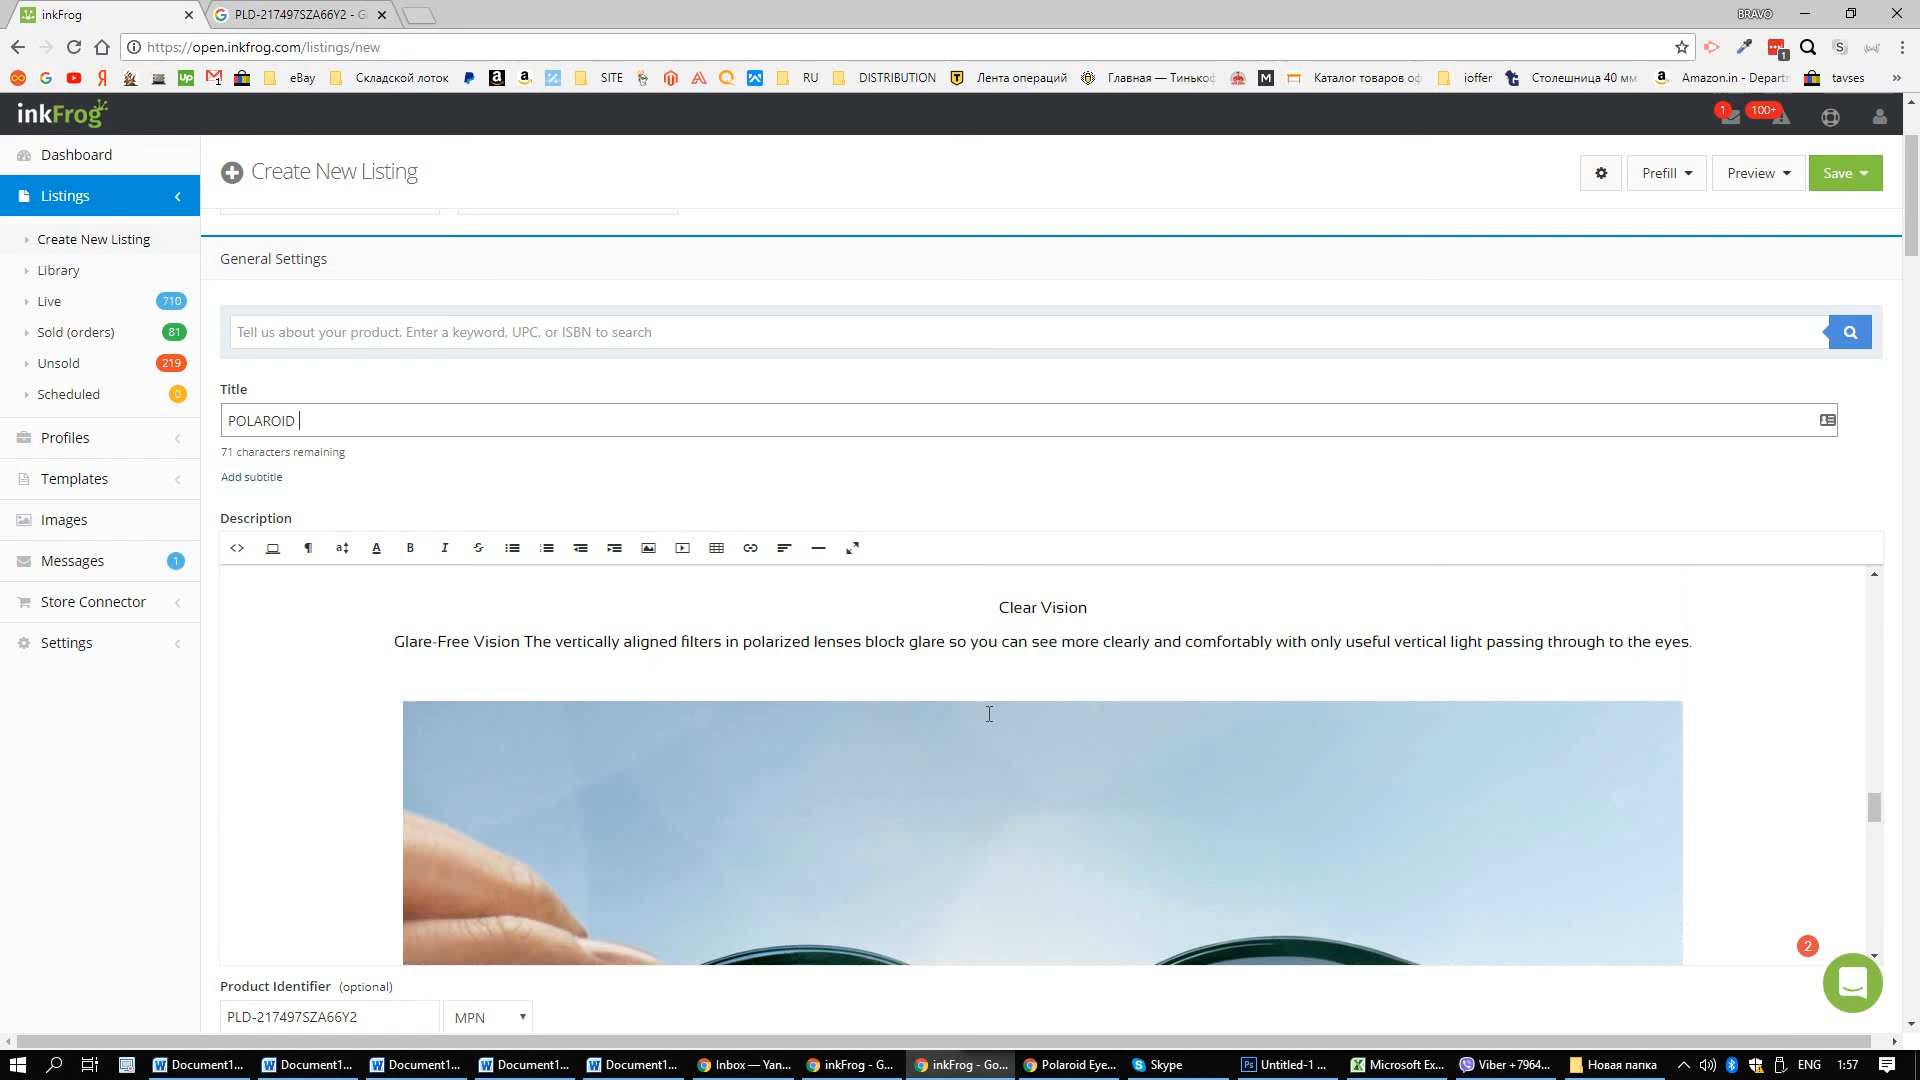 inkFrog
PLD-217497SZA66Y2 - G
BRAVO
https://open.inkfrog.com/listings/new
eBay
Складской лоток
SITE
RU
DISTRIBUTION
Лента операций
Главная — Тинько
Каталог товаров о
ioffer
Столешница 40 мм
Amazon.in - Depart
tavses
»
inkFrog
1
100+
Dashboard
Create New Listing
Prefill
Preview
Save
Listings
Create New Listing
Library
Live 710
Sold (orders) 81
Unsold 219
Scheduled 0
Profiles
Templates
Images
Messages 1
Store Connector
Settings
General Settings
Tell us about your product. Enter a keyword, UPC, or ISBN to search
Title
POLAROID
71 characters remaining
Add subtitle
Description
Clear Vision
Glare-Free Vision The vertically aligned filters in polarized lenses block glare so you can see more clearly and comfortably with only useful vertical light passing through to the eyes.
2
Product Identifier (optional)
PLD-217497SZA66Y2
MPN
Document1...
Document1...
Document1...
Document1...
Document1...
Inbox — Yan...
inkFrog - G...
inkFrog - Go...
Polaroid Eye...
Skype
Untitled-1 ...
Microsoft Ex...
Viber +7964...
Новая папка
ENG
1:57